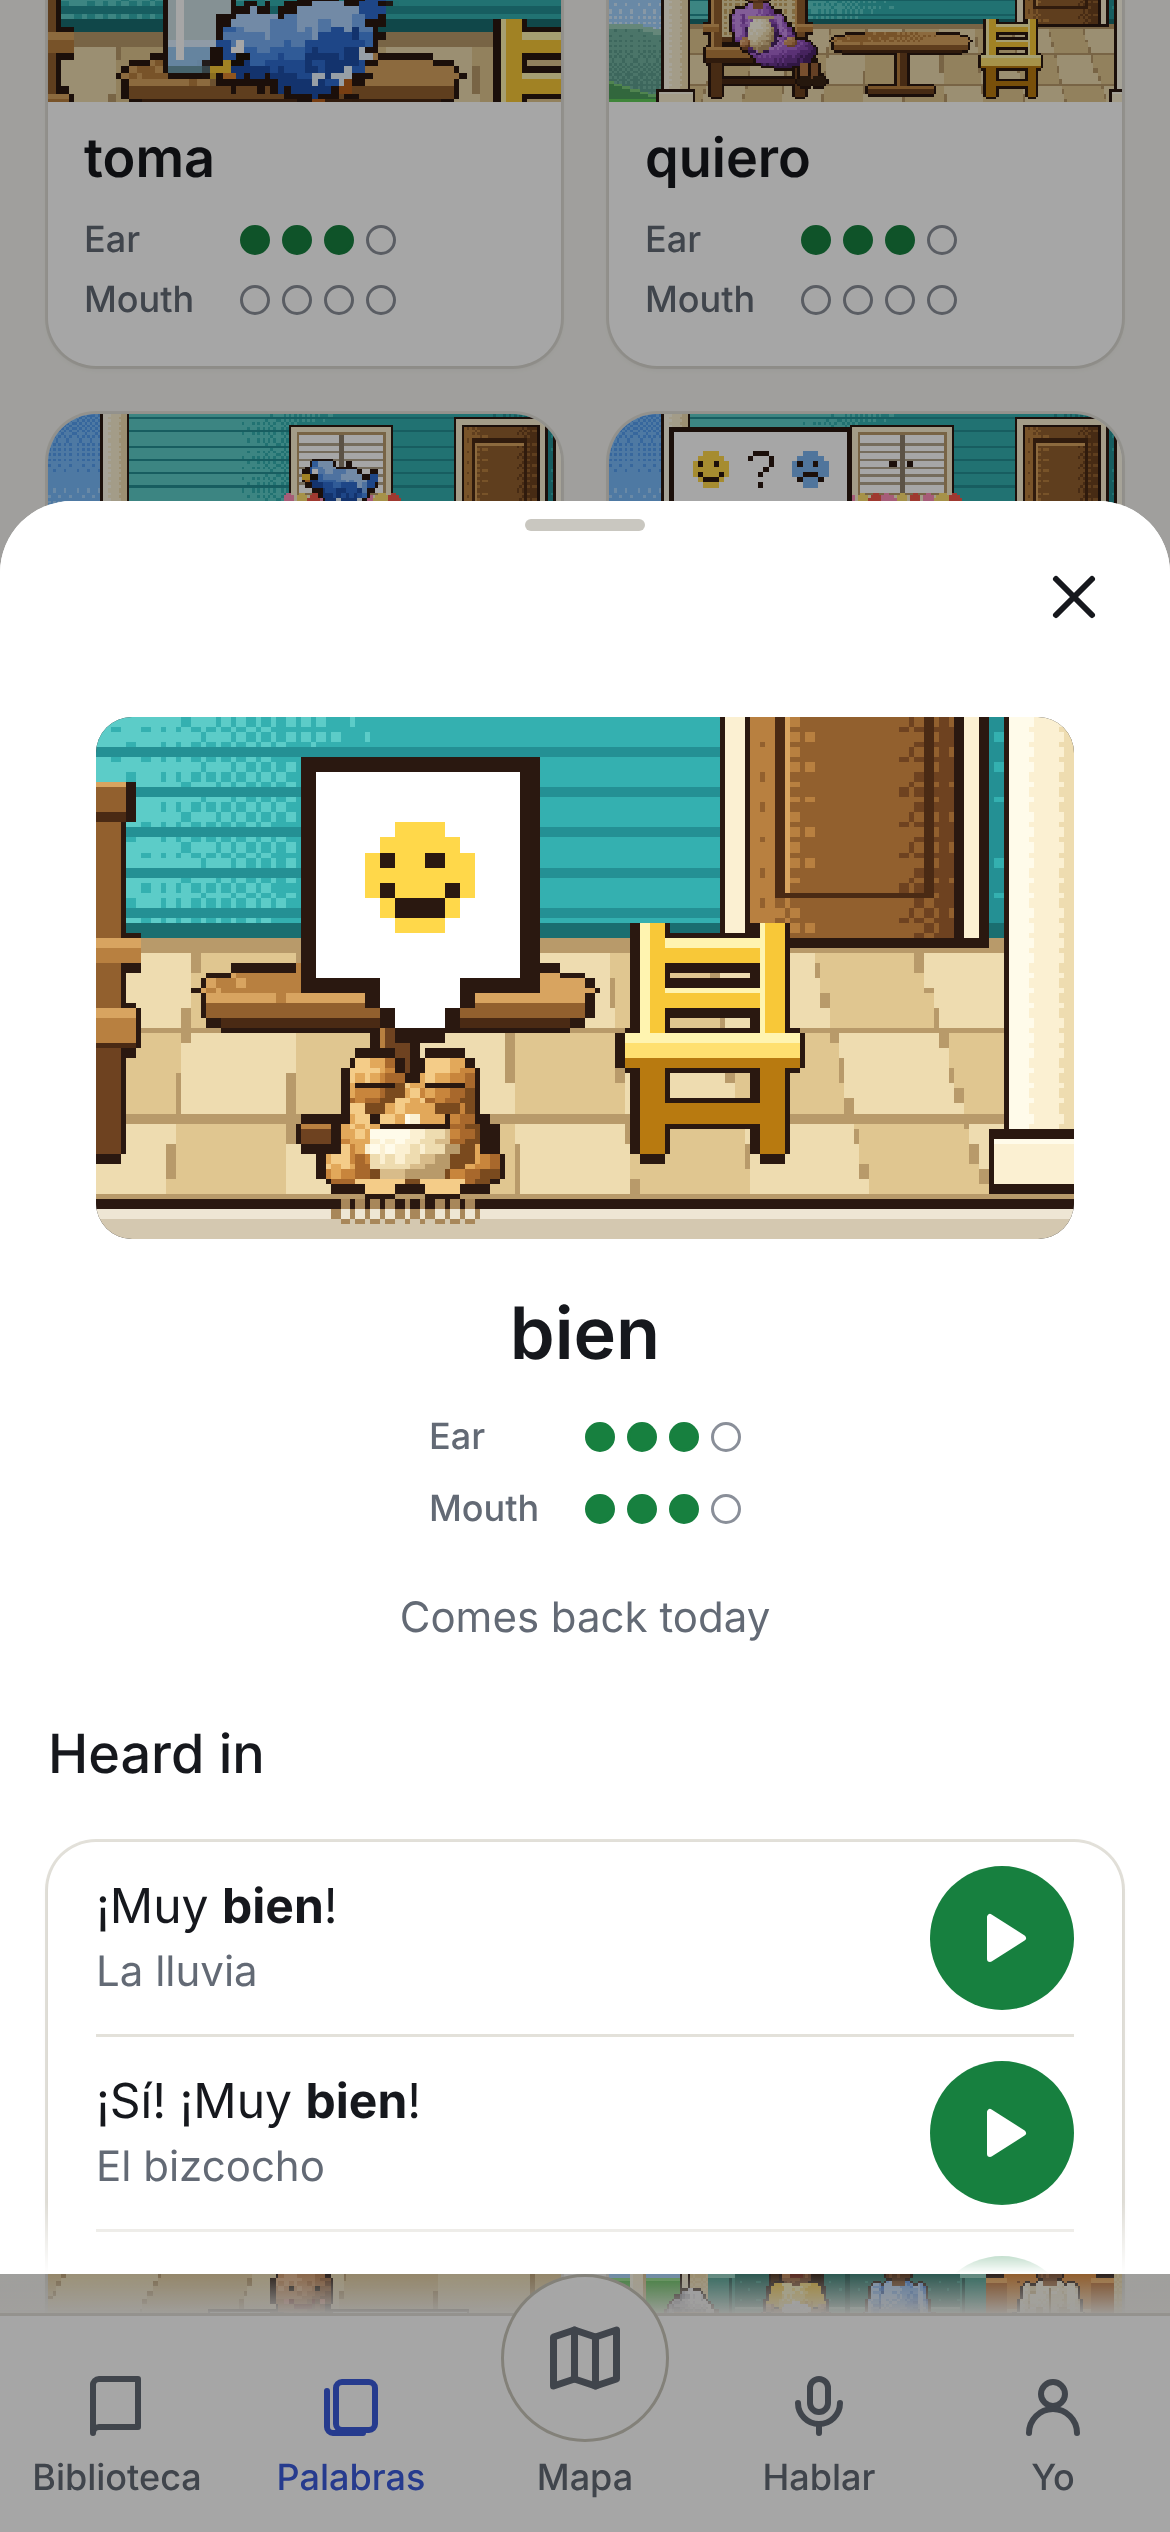 toma
quiero
Ear
Ear
Mouth
Mouth
?
bien
Ear
Mouth
Comes back today
Heard in
¡Muy bien!
La lluvia
¡Sí! ¡Muy bien!
El bizcocho
Biblioteca
Palabras
Mapa
Hablar
Yo